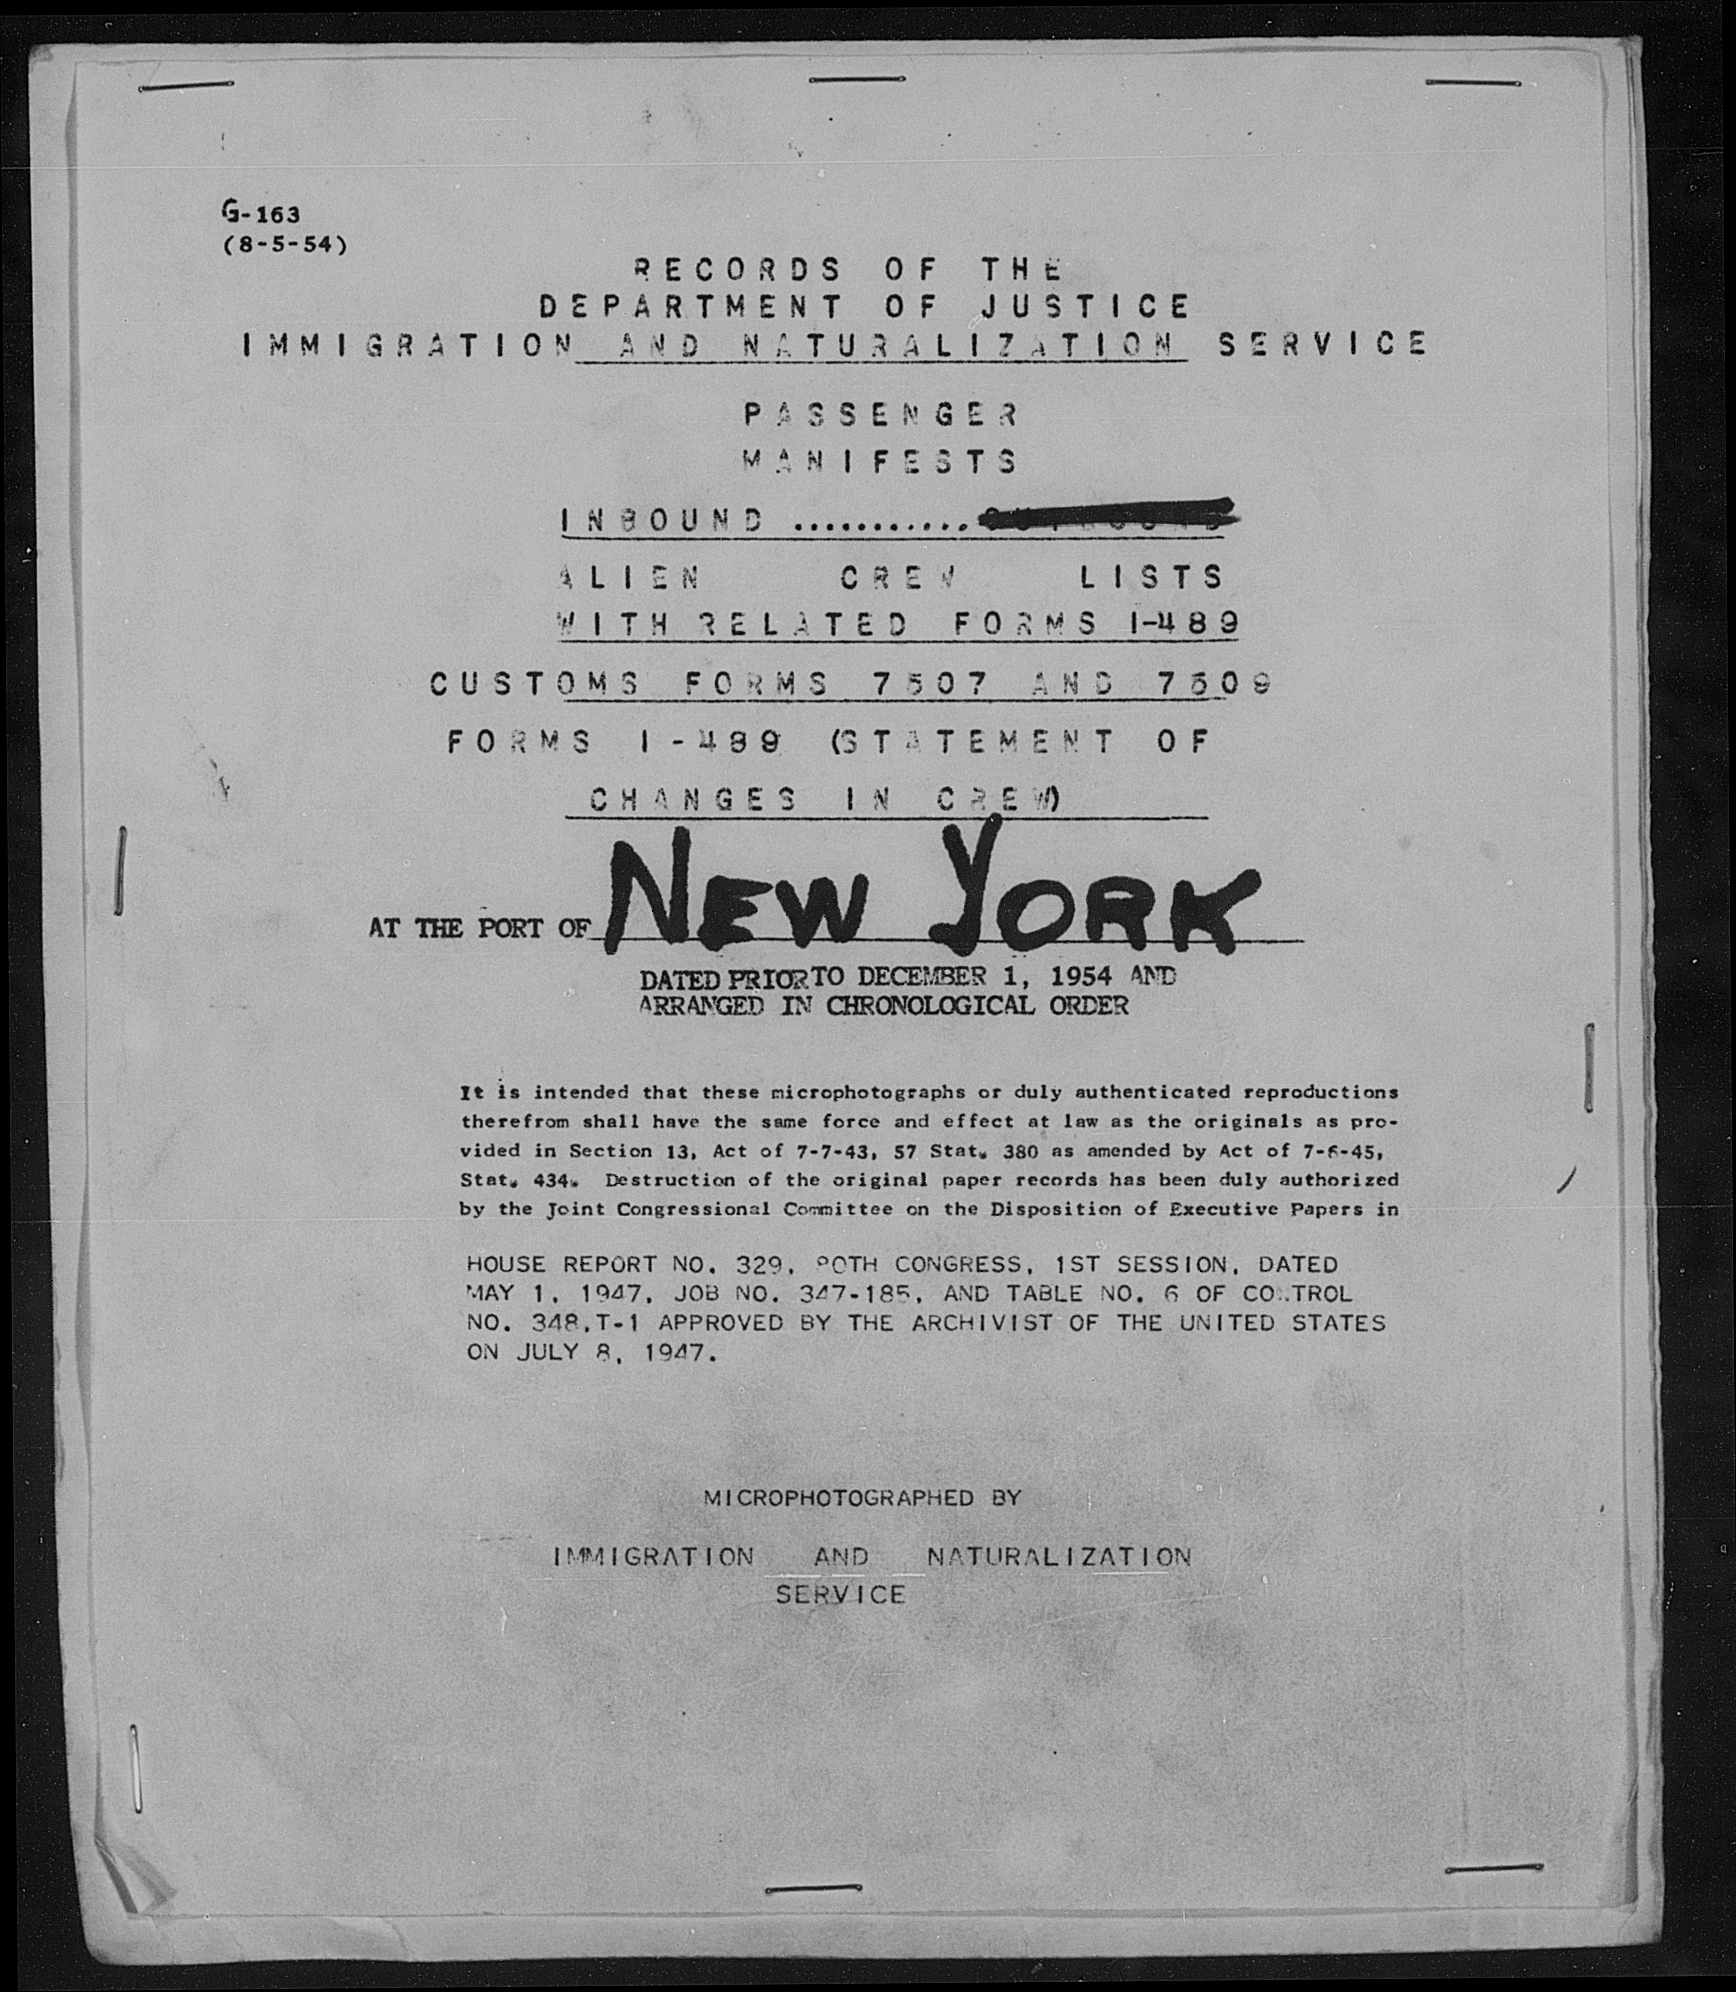 G-163
(8-5-54)
RECORDS OF THE
DEPARTMENT OF JUSTICE
IMMIGRATION AND NATURALIZATION SERVICE
PASSENGER
MANIFESTS
INBOUND ...........
ALIEN CREW LISTS
WITH RELATED FORMS I-489
CUSTOMS FORMS 7507 AND 7509
FORMS I-489 (STATEMENT OF
CHANGES IN CREW)
AT THE PORT OF NEW YORK
DATED PRIOR TO DECEMBER 1, 1954 AND
ARRANGED IN CHRONOLOGICAL ORDER
It is intended that these microphotographs or duly authenticated reproductions
therefrom shall have the same force and effect at law as the originals as pro-
vided in Section 13, Act of 7-7-43, 57 Stat. 380 as amended by Act of 7-6-45,
Stat. 434. Destruction of the original paper records has been duly authorized
by the Joint Congressional Committee on the Disposition of Executive Papers in
HOUSE REPORT NO. 329, 80TH CONGRESS, 1ST SESSION, DATED
MAY 1, 1947, JOB NO. 347-185, AND TABLE NO. 6 OF CONTROL
NO. 348,T-1 APPROVED BY THE ARCHIVIST OF THE UNITED STATES
ON JULY 8, 1947.
MICROPHOTOGRAPHED BY
IMMIGRATION AND NATURALIZATION
SERVICE